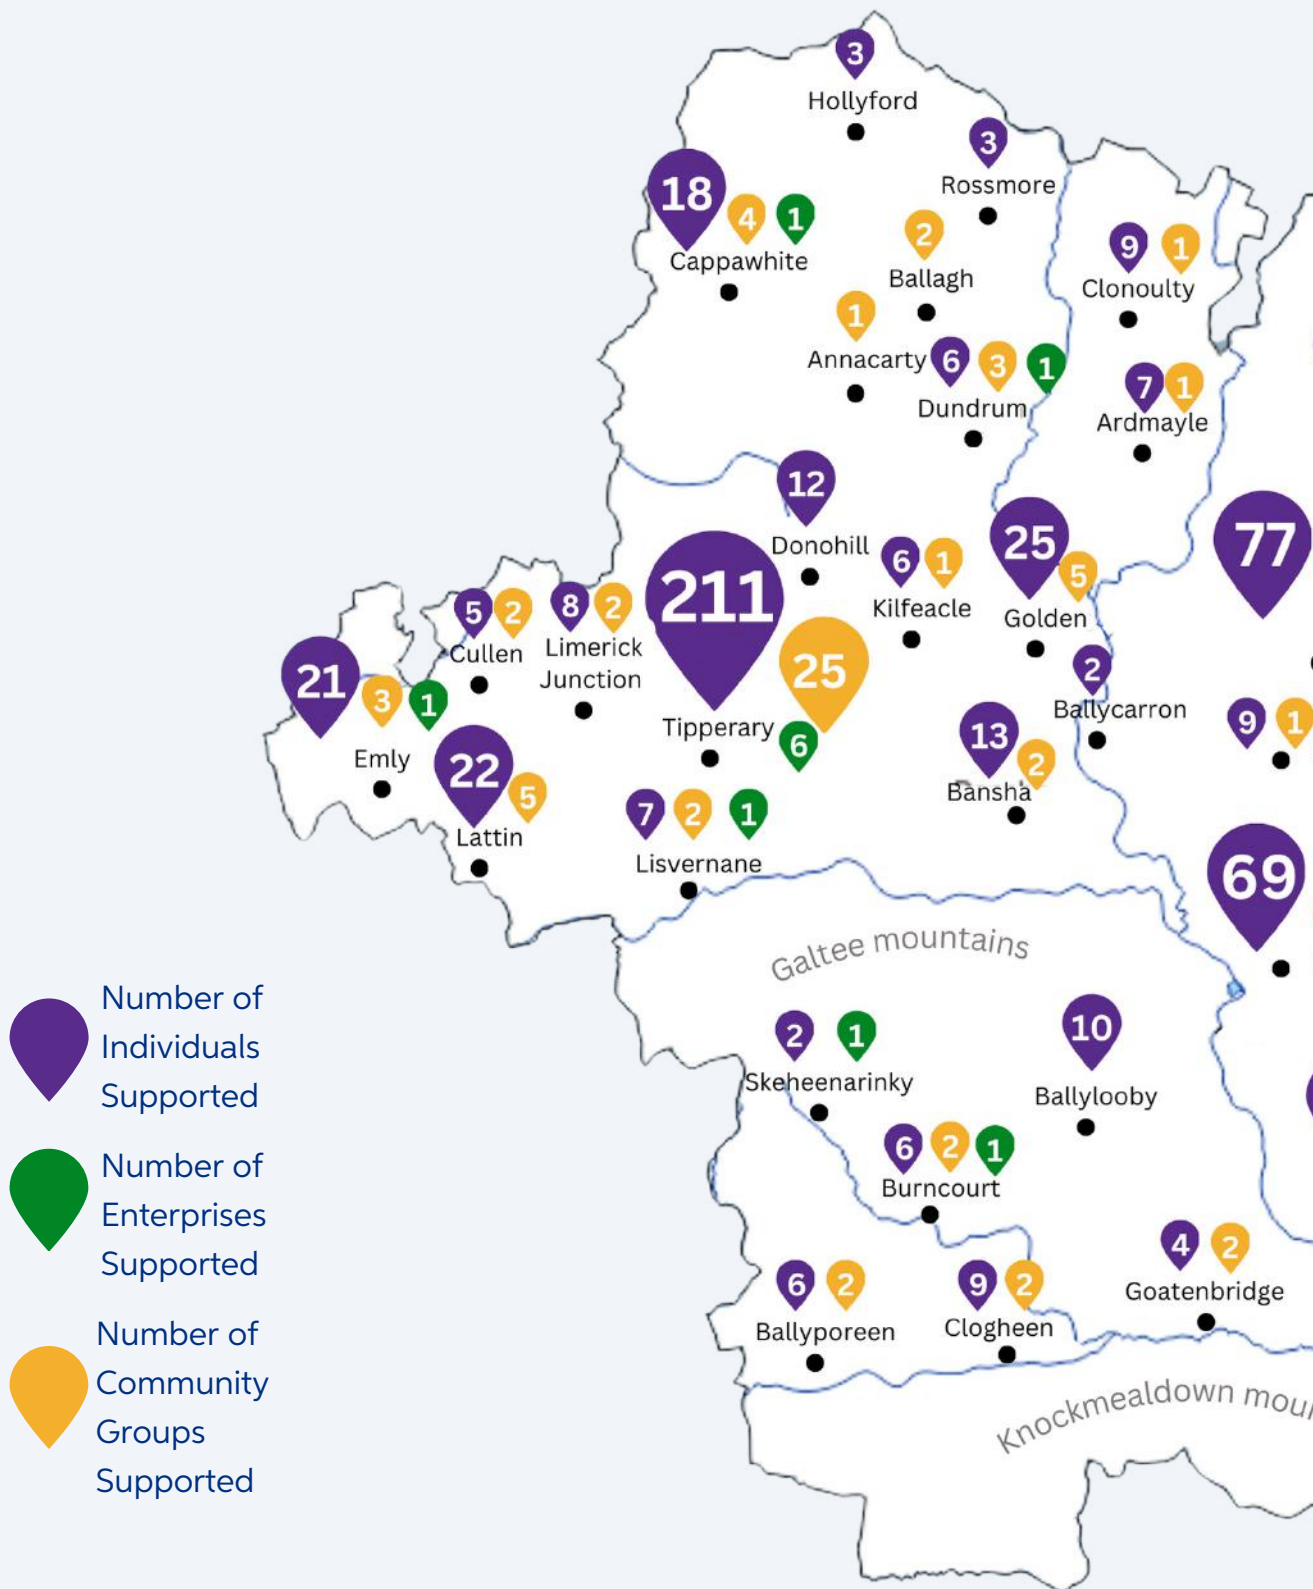 3
Hollyford
3
Rossmore
18 4 1
Cappawhite
2
Ballagh
9 1
Clonoulty
1
Annacarty
6 3 1
Dundrum
7 1
Ardmayle
12
Donohill
211
25
6
Tipperary
6 1
Kilfeacle
25 5
Golden
77
5 2
Cullen
8 2
Limerick
Junction
21 3 1
Emly
22 5
Lattin
2
Ballycarron
13 2
Bansha
9 1
7 2 1
Lisvernane
69
Galtee mountains
2 1
Skeheenarinky
10
Ballylooby
6 2 1
Burncourt
4 2
Goatenbridge
6 2
Ballyporeen
9 2
Clogheen
Knockmealdown
Number of
Individuals
Supported
Number of
Enterprises
Supported
Number of
Community
Groups
Supported